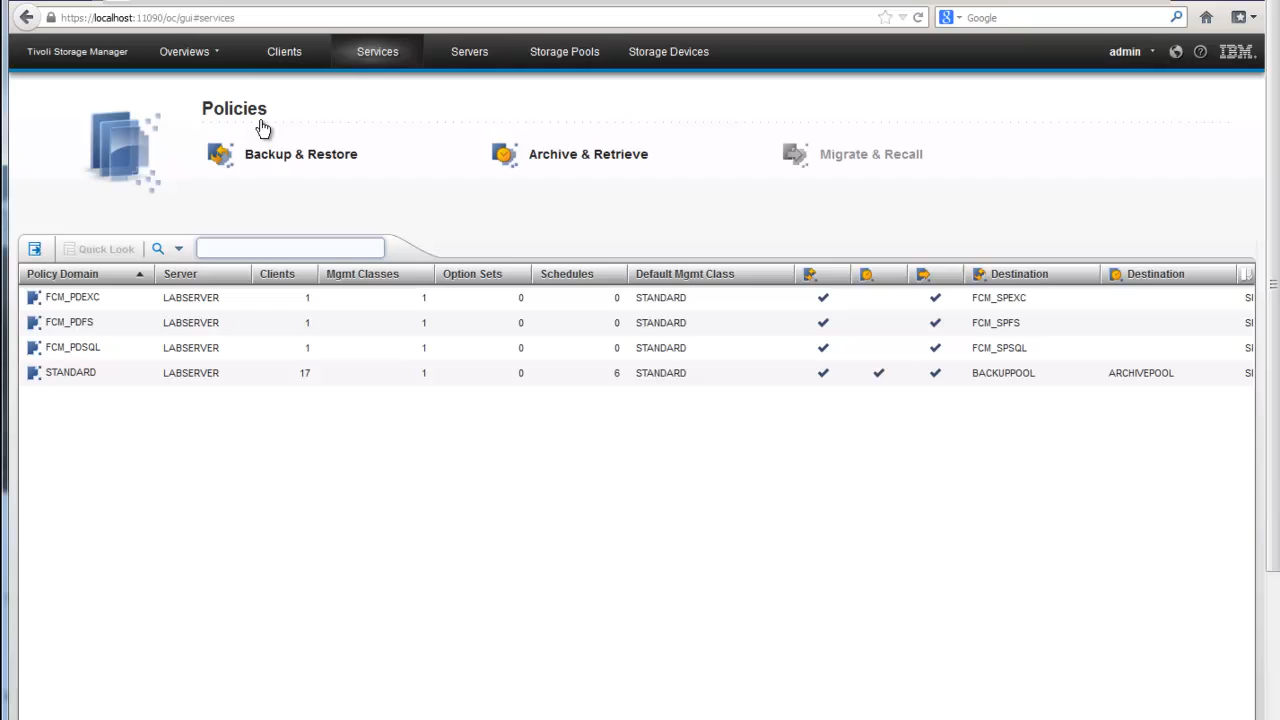 https://localhost:11090/oc/gui#services
Google
Tivoli Storage Manager Overviews Clients Services Servers Storage Pools Storage Devices admin IBM.
Policies
Backup & Restore Archive & Retrieve Migrate & Recall
Quick Look
Policy Domain Server Clients Mgmt Classes Option Sets Schedules Default Mgmt Class Destination Destination
FCM_PDEXC LABSERVER 1 1 0 0 STANDARD FCM_SPEXC
FCM_PDFS LABSERVER 1 1 0 0 STANDARD FCM_SPFS
FCM_PDSQL LABSERVER 1 1 0 0 STANDARD FCM_SPSQL
STANDARD LABSERVER 17 1 0 6 STANDARD BACKUPPOOL ARCHIVEPOOL